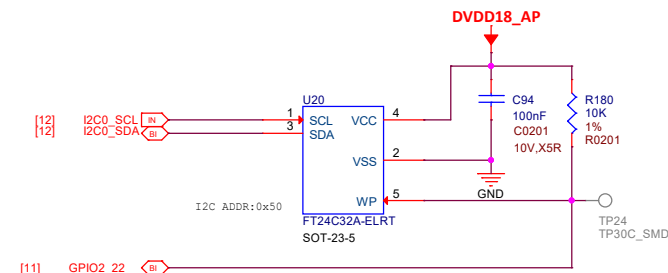 DVDD18_AP
U20
C94
100nF
C0201
10V,X5R
R180
10K
1%
R0201
[12] I2C0_SCL IN 1 SCL VCC 4
[12] I2C0_SDA BI 3 SDA
VSS 2
GND
WP 5
I2C ADDR:0x50
FT24C32A-ELRT
SOT-23-5
TP24
TP30C_SMD
[11] GPIO2_22 BI